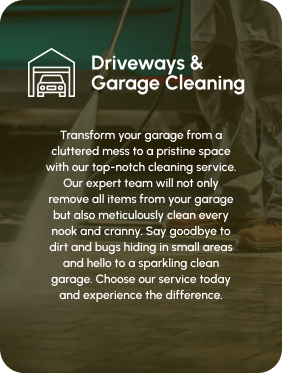 Driveways &
Garage Cleaning
Transform your garage from a
cluttered mess to a pristine space
with our top-notch cleaning service.
Our expert team will not only
remove all items from your garage
but also meticulously clean every
nook and cranny. Say goodbye to
dirt and bugs hiding in small areas
and hello to a sparkling clean
garage. Choose our service today
and experience the difference.